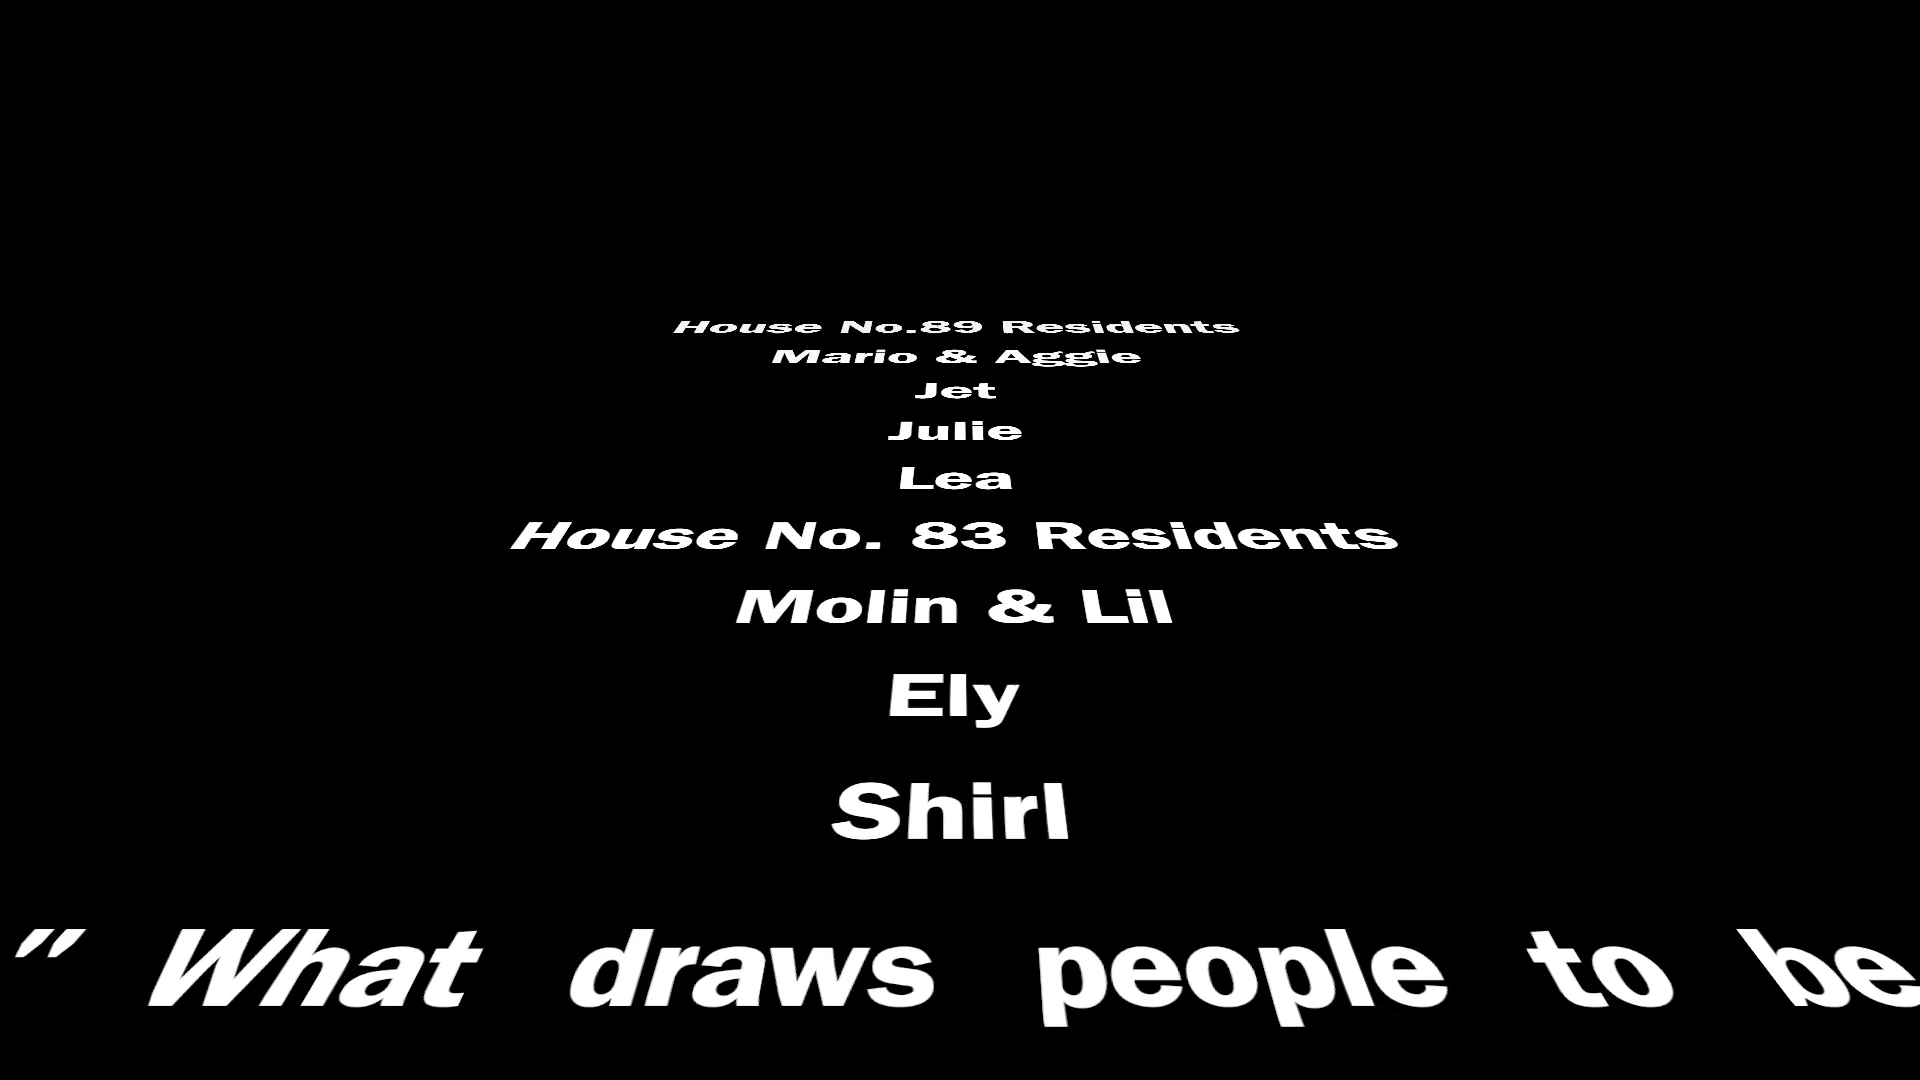 House No.89 Residents
Mario & Aggie
Jet
Julie
Lea
House No. 83 Residents
Molin & Lil
Ely
Shirl
” What draws people to be